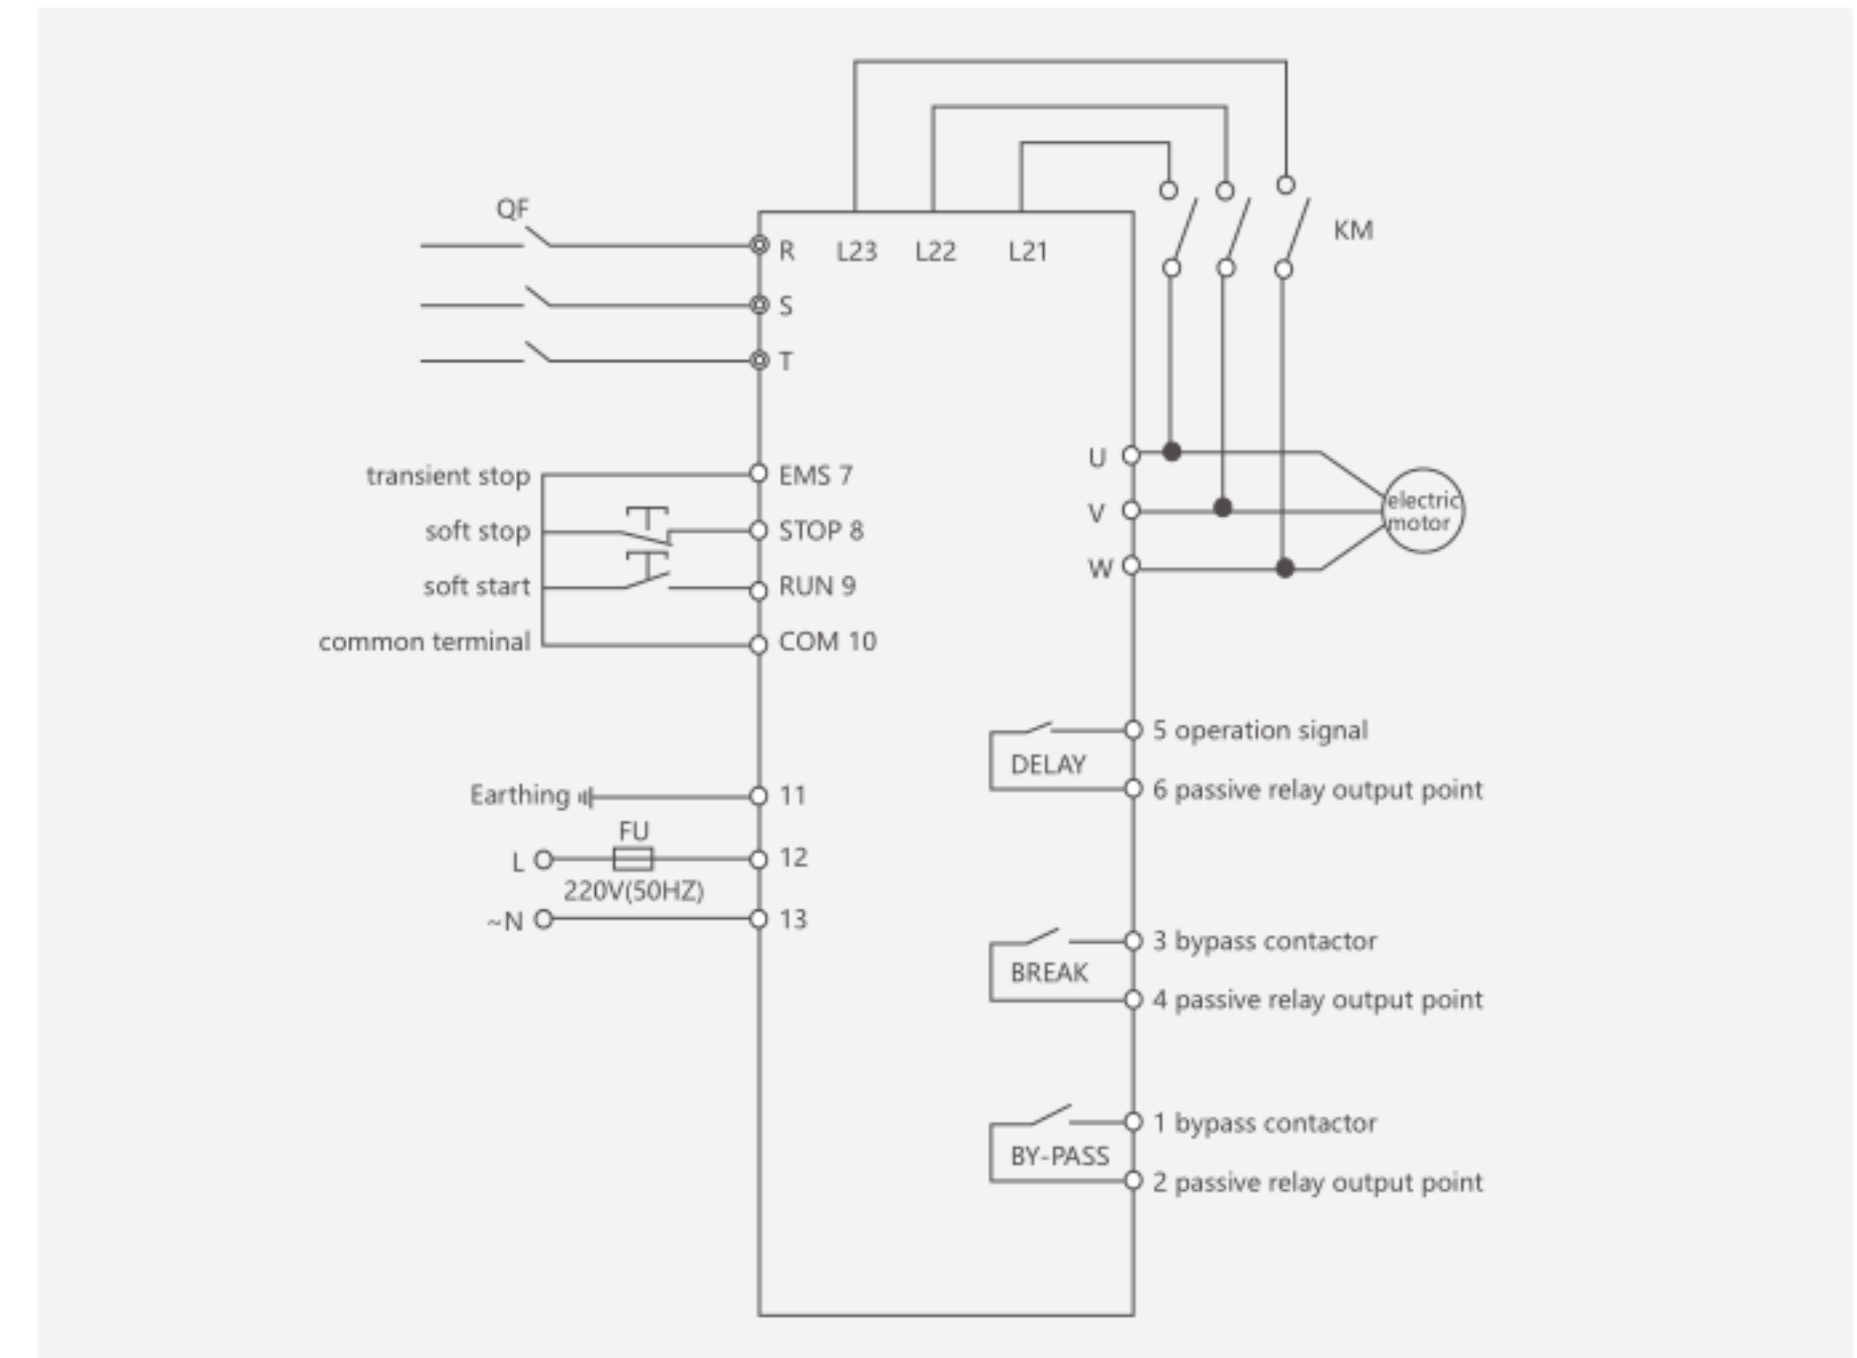 QF
KM
R
L23
L22
L21
S
T
transient stop
EMS 7
U
electric
motor
soft stop
STOP 8
V
soft start
RUN 9
W
common terminal
COM 10
5 operation signal
DELAY
6 passive relay output point
Earthing
11
FU
L
12
220V(50HZ)
~N
13
3 bypass contactor
BREAK
4 passive relay output point
1 bypass contactor
BY-PASS
2 passive relay output point